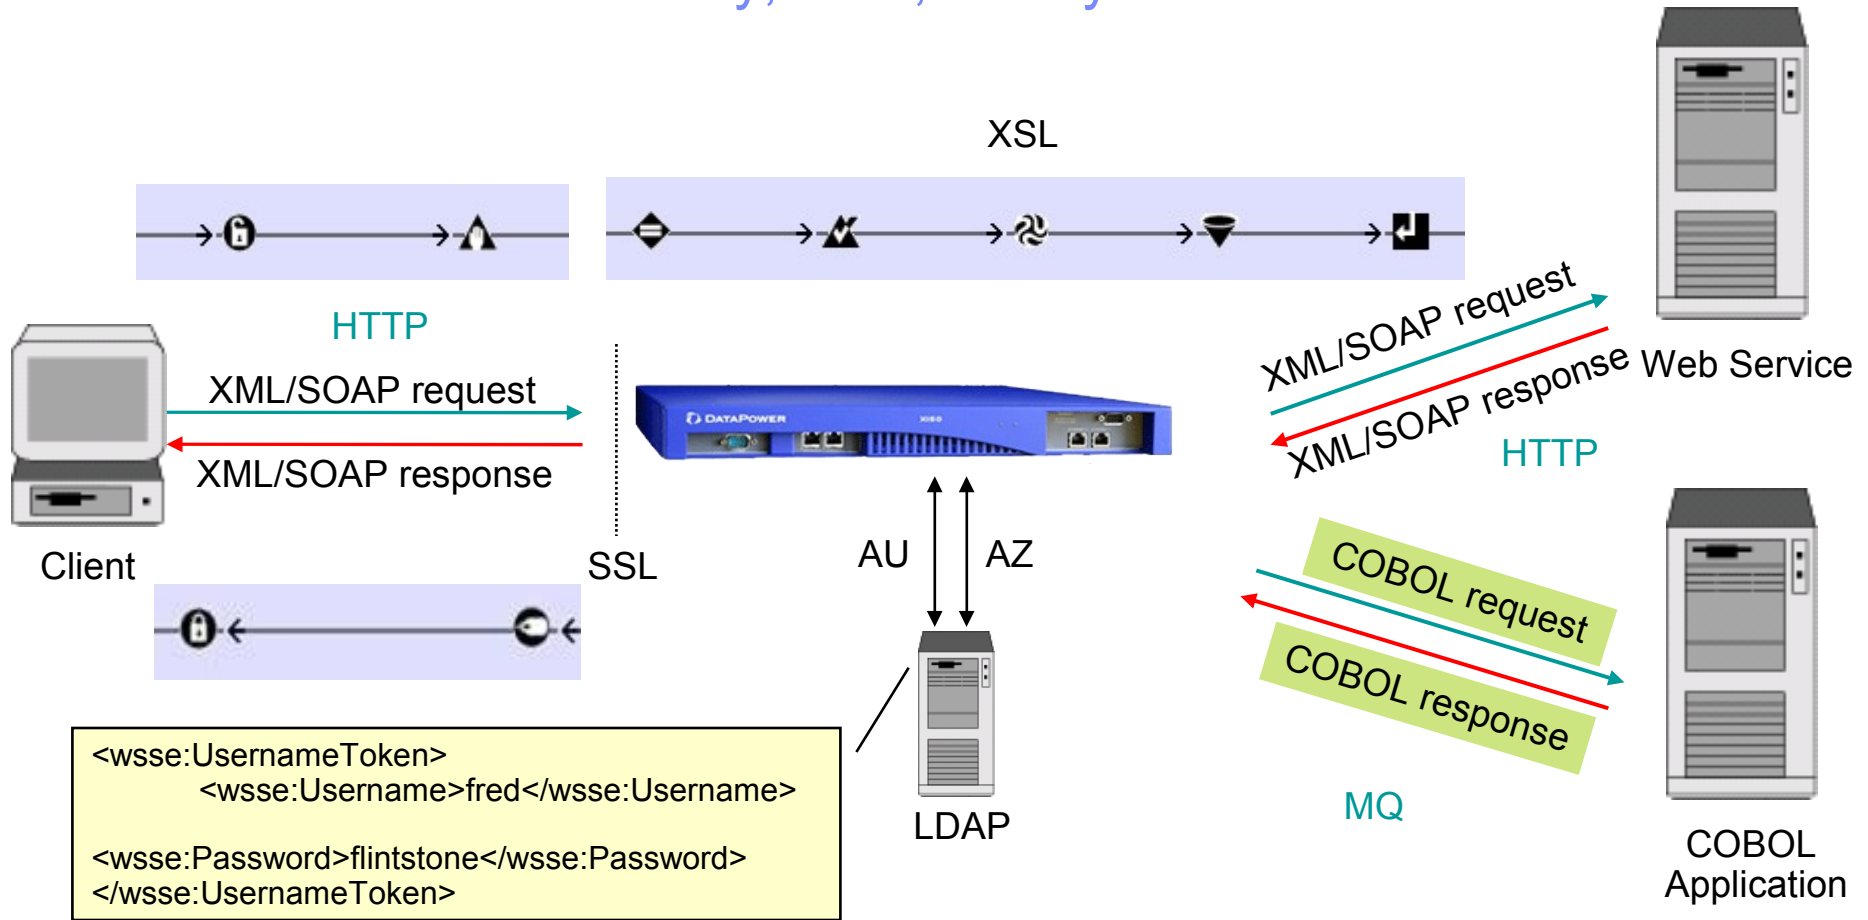 XSL
HTTP
XML/SOAP request
XML/SOAP response
Client
SSL
DATAPOWER
XI50
AU
AZ
LDAP
XML/SOAP request
XML/SOAP response
Web Service
HTTP
COBOL request
COBOL response
MQ
COBOL
Application
<wsse:UsernameToken>
<wsse:Username>fred</wsse:Username>
<wsse:Password>flintstone</wsse:Password>
</wsse:UsernameToken>